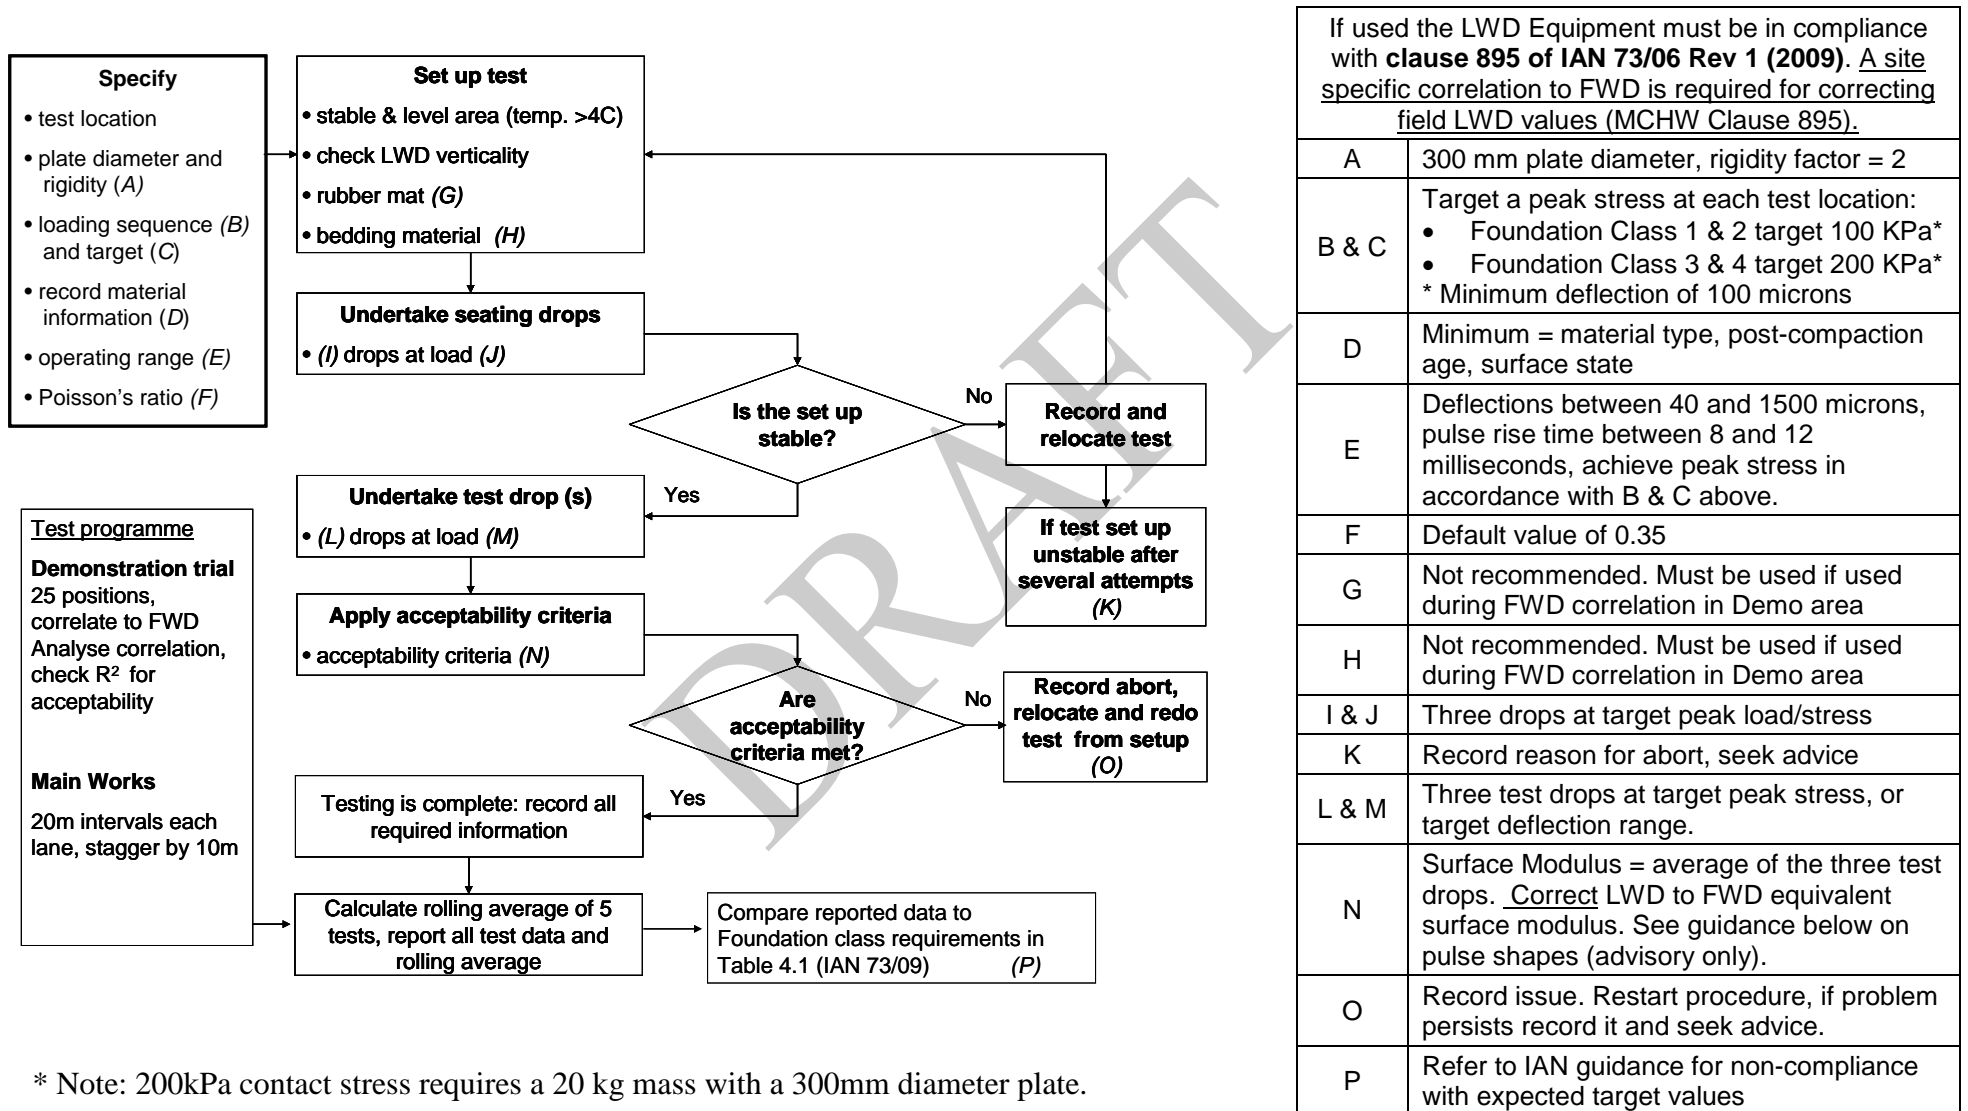 Specify
• test location
• plate diameter and
rigidity (A)
• loading sequence (B)
and target (C)
• record material
information (D)
• operating range (E)
• Poisson's ratio (F)
Set up test
• stable & level area (temp. >4C)
• check LWD verticality
• rubber mat (G)
• bedding material (H)
Undertake seating drops
• (I) drops at load (J)
Is the set up
stable?
No
Record and
relocate test
If test set up
unstable after
several attempts
(K)
Yes
Undertake test drop (s)
• (L) drops at load (M)
Apply acceptability criteria
• acceptability criteria (N)
Are
acceptability
criteria met?
No
Record abort,
relocate and redo
test from setup
(O)
Yes
Testing is complete: record all
required information
Test programme
Demonstration trial
25 positions,
correlate to FWD
Analyse correlation,
check R² for
acceptability
Main Works
20m intervals each
lane, stagger by 10m
Calculate rolling average of 5
tests, report all test data and
rolling average
Compare reported data to
Foundation class requirements in
Table 4.1 (IAN 73/09) (P)
* Note: 200kPa contact stress requires a 20 kg mass with a 300mm diameter plate.
DRAFT
If used the LWD Equipment must be in compliance
with clause 895 of IAN 73/06 Rev 1 (2009). A site
specific correlation to FWD is required for correcting
field LWD values (MCHW Clause 895).
A 300 mm plate diameter, rigidity factor = 2
B & C
Target a peak stress at each test location:
• Foundation Class 1 & 2 target 100 KPa*
• Foundation Class 3 & 4 target 200 KPa*
* Minimum deflection of 100 microns
D
Minimum = material type, post-compaction
age, surface state
E
Deflections between 40 and 1500 microns,
pulse rise time between 8 and 12
milliseconds, achieve peak stress in
accordance with B & C above.
F Default value of 0.35
G
Not recommended. Must be used if used
during FWD correlation in Demo area
H
Not recommended. Must be used if used
during FWD correlation in Demo area
I & J Three drops at target peak load/stress
K Record reason for abort, seek advice
L & M
Three test drops at target peak stress, or
target deflection range.
N
Surface Modulus = average of the three test
drops. Correct LWD to FWD equivalent
surface modulus. See guidance below on
pulse shapes (advisory only).
O
Record issue. Restart procedure, if problem
persists record it and seek advice.
P
Refer to IAN guidance for non-compliance
with expected target values